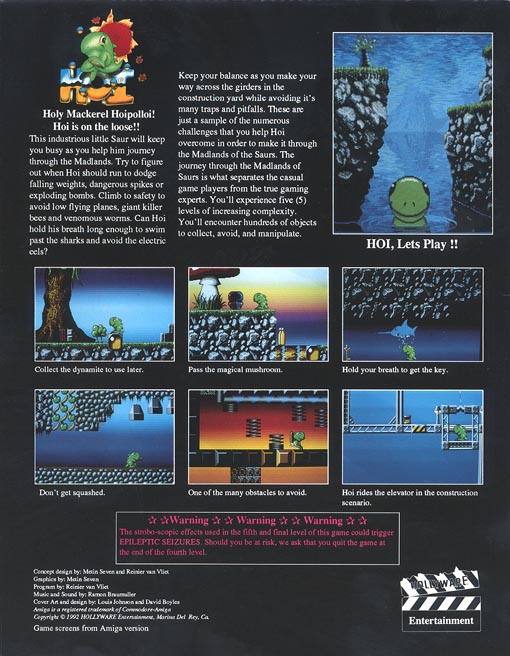 HOI
Holy Mackerel Hoipolloi!
Hoi is on the loose!!
This industrious little Saur will keep
you busy as you help him journey
through the Madlands. Try to figure
out when Hoi should run to dodge
falling weights, dangerous spikes or
exploding bombs. Climb to safety to
avoid low flying planes, giant killer
bees and venomous worms. Can Hoi
hold his breath long enough to swim
past the sharks and avoid the electric
eels?
Keep your balance as you make your
way across the girders in the
construction yard while avoiding it's
many traps and pitfalls. These are
just a sample of the numerous
challenges that you help Hoi
overcome in order to make it through
the Madlands of the Saurs. The
journey through the Madlands of
Saurs is what separates the casual
game players from the true gaming
experts. You'll experience five (5)
levels of increasing complexity.
You'll encounter hundreds of objects
to collect, avoid, and manipulate.
HOI, Lets Play !!
Collect the dynamite to use later.
Pass the magical mushroom.
Hold your breath to get the key.
Don't get squashed.
One of the many obstacles to avoid.
Hoi rides the elevator in the construction
scenario.
☆ ☆Warning ☆ ☆ Warning ☆ ☆ Warning ☆ ☆
The strobo-scopic effects used in the fifth and final level of this game could trigger
EPILEPTIC SEIZURES. Should you be at risk, we ask that you quit the game at
the end of the fourth level.
Concept design by: Metin Seven and Reinier van Vliet
Graphics by: Metin Seven
Program by: Reinier van Vliet
Music and Sound by: Ramon Braumuller
Cover Art and design by: Louis Johnson and David Boyles
Amiga is a registered trademark of Commodore-Amiga
Copyright © 1992 HOLLYWARE Entertainment, Marina Del Rey, Ca.
Game screens from Amiga version
HOLLYWARE
Entertainment